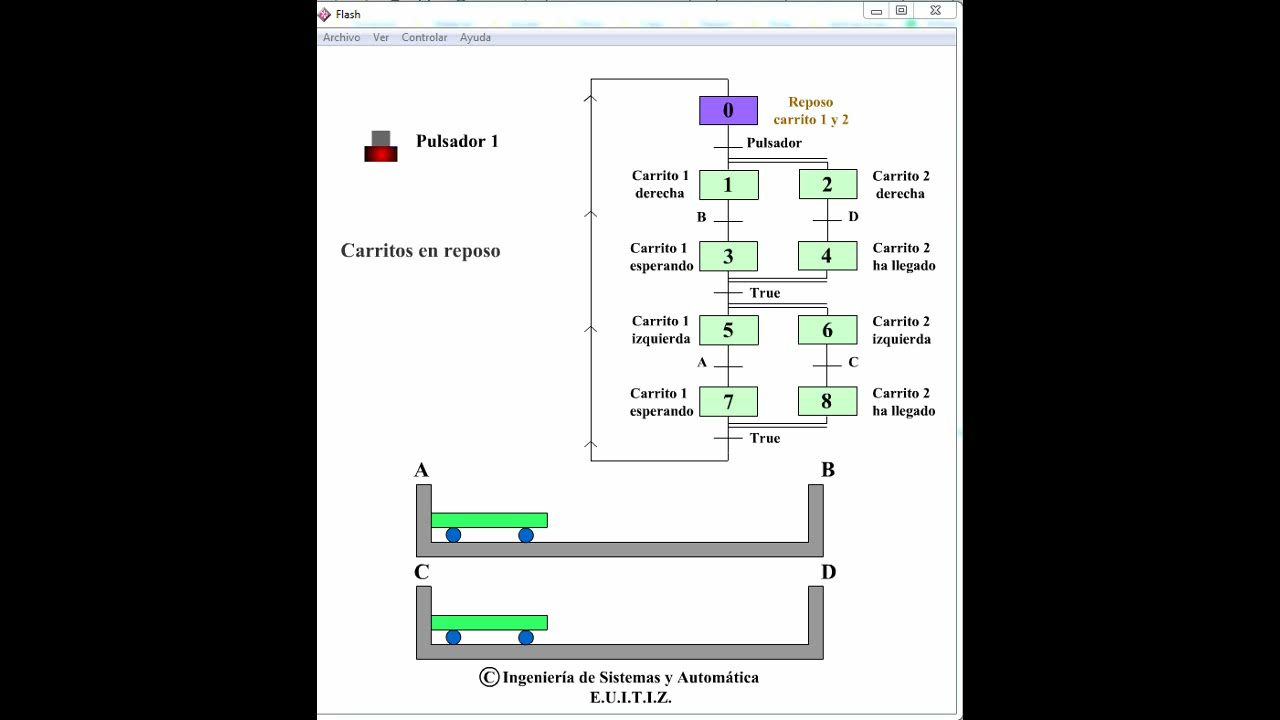 Flash
Archivo Ver Controlar Ayuda
0
Reposo
carrito 1 y 2
Pulsador 1
Pulsador
Carrito 1
derecha
1
2
Carrito 2
derecha
B
D
Carritos en reposo
Carrito 1
esperando
3
4
Carrito 2
ha llegado
True
Carrito 1
izquierda
5
6
Carrito 2
izquierda
A
C
Carrito 1
esperando
7
8
Carrito 2
ha llegado
True
A
B
C
D
© Ingeniería de Sistemas y Automática
E.U.I.T.I.Z.